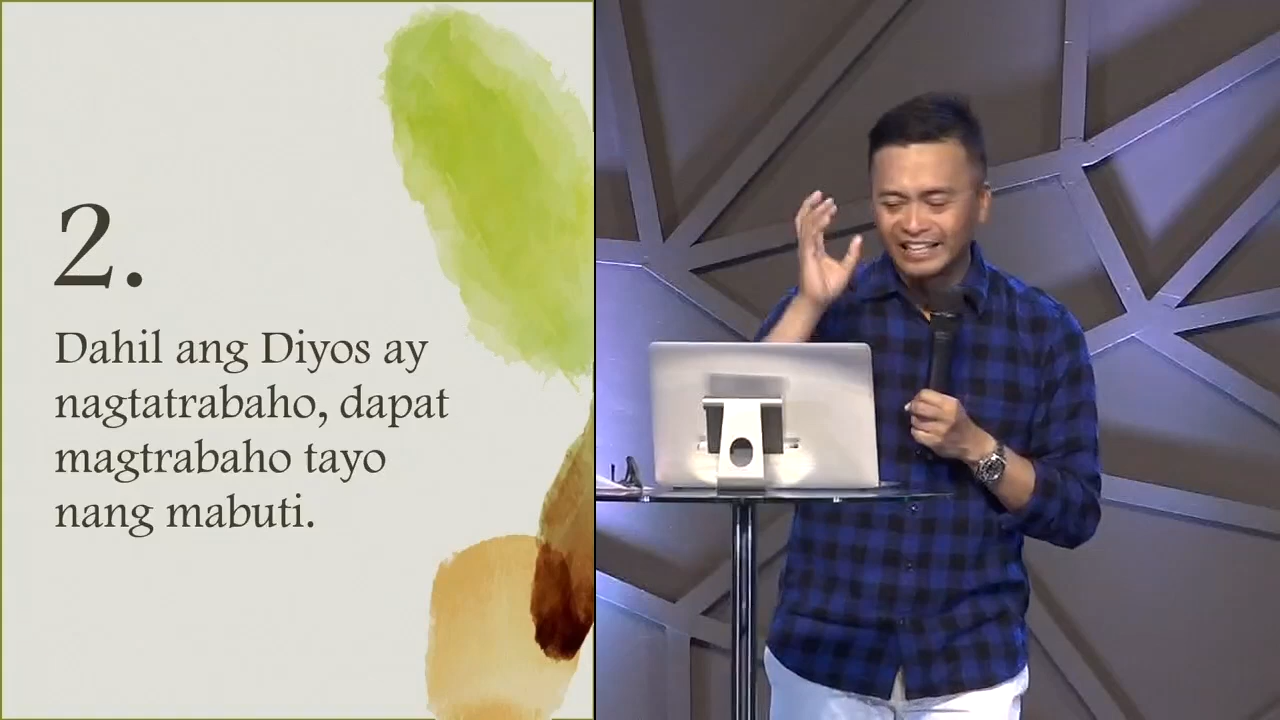 2.
Dahil ang Diyos ay
nagtatrabaho, dapat
magtrabaho tayo
nang mabuti.